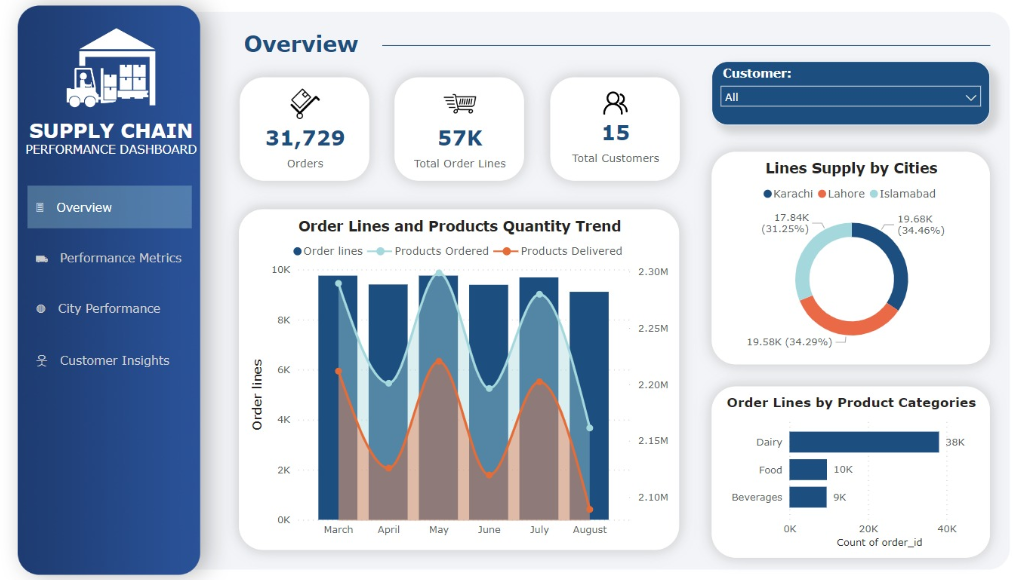 SUPPLY CHAIN
PERFORMANCE DASHBOARD
Overview
Performance Metrics
City Performance
Customer Insights
Overview
31,729
Orders
57K
Total Order Lines
15
Total Customers
Customer:
All
Order Lines and Products Quantity Trend
Order lines Products Ordered Products Delivered
Order lines
10K
8K
6K
4K
2K
0K
2.30M
2.25M
2.20M
2.15M
2.10M
March April May June July August
Lines Supply by Cities
Karachi Lahore Islamabad
17.84K
(31.25%)
19.68K
(34.46%)
19.58K (34.29%)
Order Lines by Product Categories
Dairy 38K
Food 10K
Beverages 9K
0K 20K 40K
Count of order_id